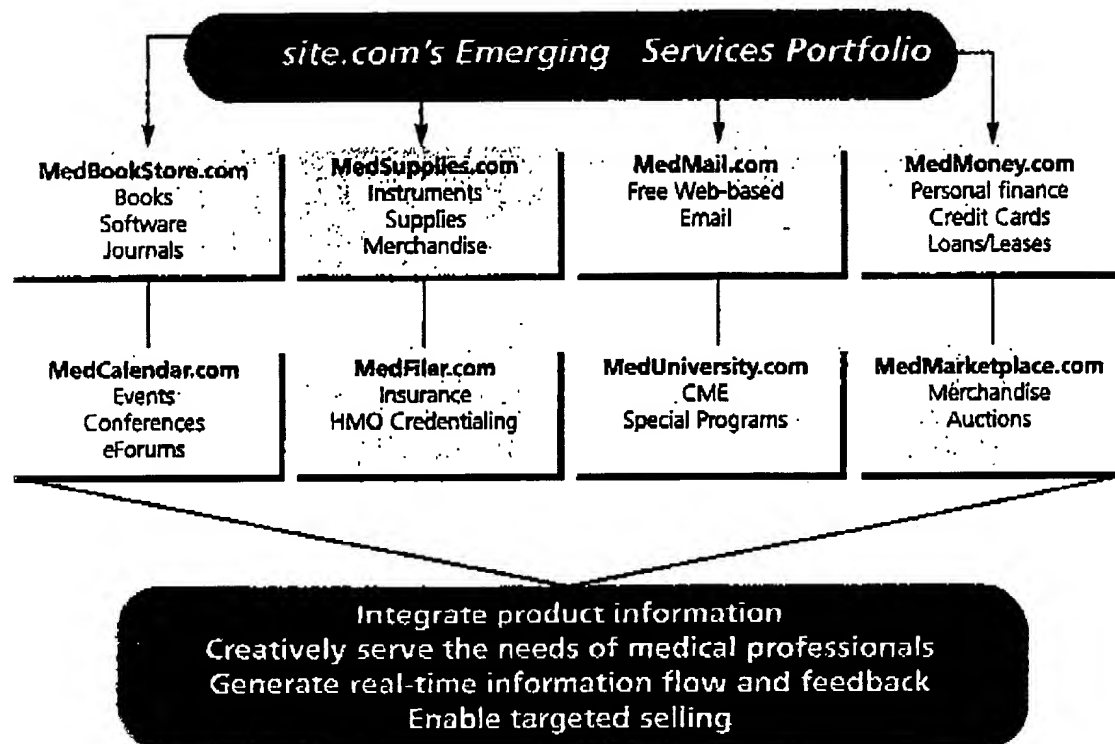 site.com's Emerging Services Portfolio
MedBookStore.com
Books
Software
Journals
MedSupplies.com
Instruments
Supplies
Merchandise
MedMail.com
Free Web-based
Email
MedMoney.com
Personal finance
Credit Cards
Loans/Leases
MedCalendar.com
Events
Conferences
eForums
MedFiler.com
Insurance
HMO Credentialing
MedUniversity.com
CME
Special Programs
MedMarketplace.com
Merchandise
Auctions
Integrate product information
Creatively serve the needs of medical professionals
Generate real-time information flow and feedback
Enable targeted selling